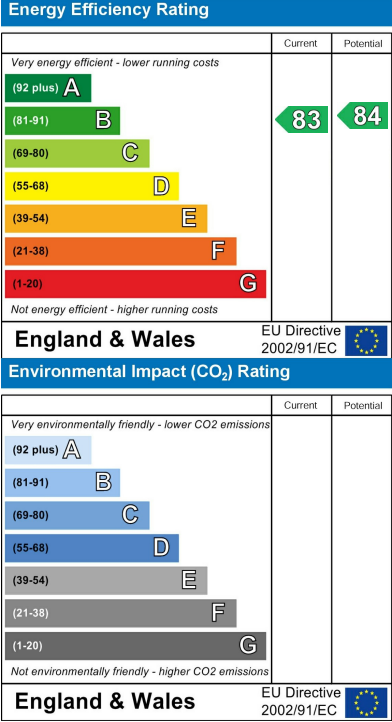 Energy Efficiency Rating
Current Potential
Very energy efficient - lower running costs
(92 plus) A
(81-91) B
83 84
(69-80) C
(55-68) D
(39-54) E
(21-38) F
(1-20) G
Not energy efficient - higher running costs
England & Wales
EU Directive
2002/91/EC
Environmental Impact (CO₂) Rating
Current Potential
Very environmentally friendly - lower CO2 emissions
(92 plus) A
(81-91) B
(69-80) C
(55-68) D
(39-54) E
(21-38) F
(1-20) G
Not environmentally friendly - higher CO2 emissions
England & Wales
EU Directive
2002/91/EC